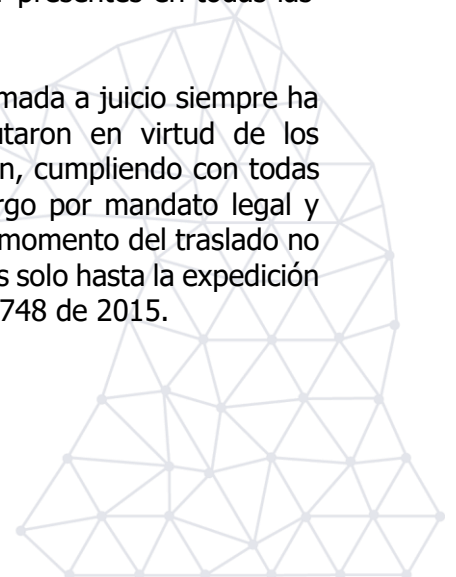 presentes en todas las
mada a juicio siempre ha
utaron en virtud de los
n, cumpliendo con todas
rgo por mandato legal y
momento del traslado no
s solo hasta la expedición
748 de 2015.